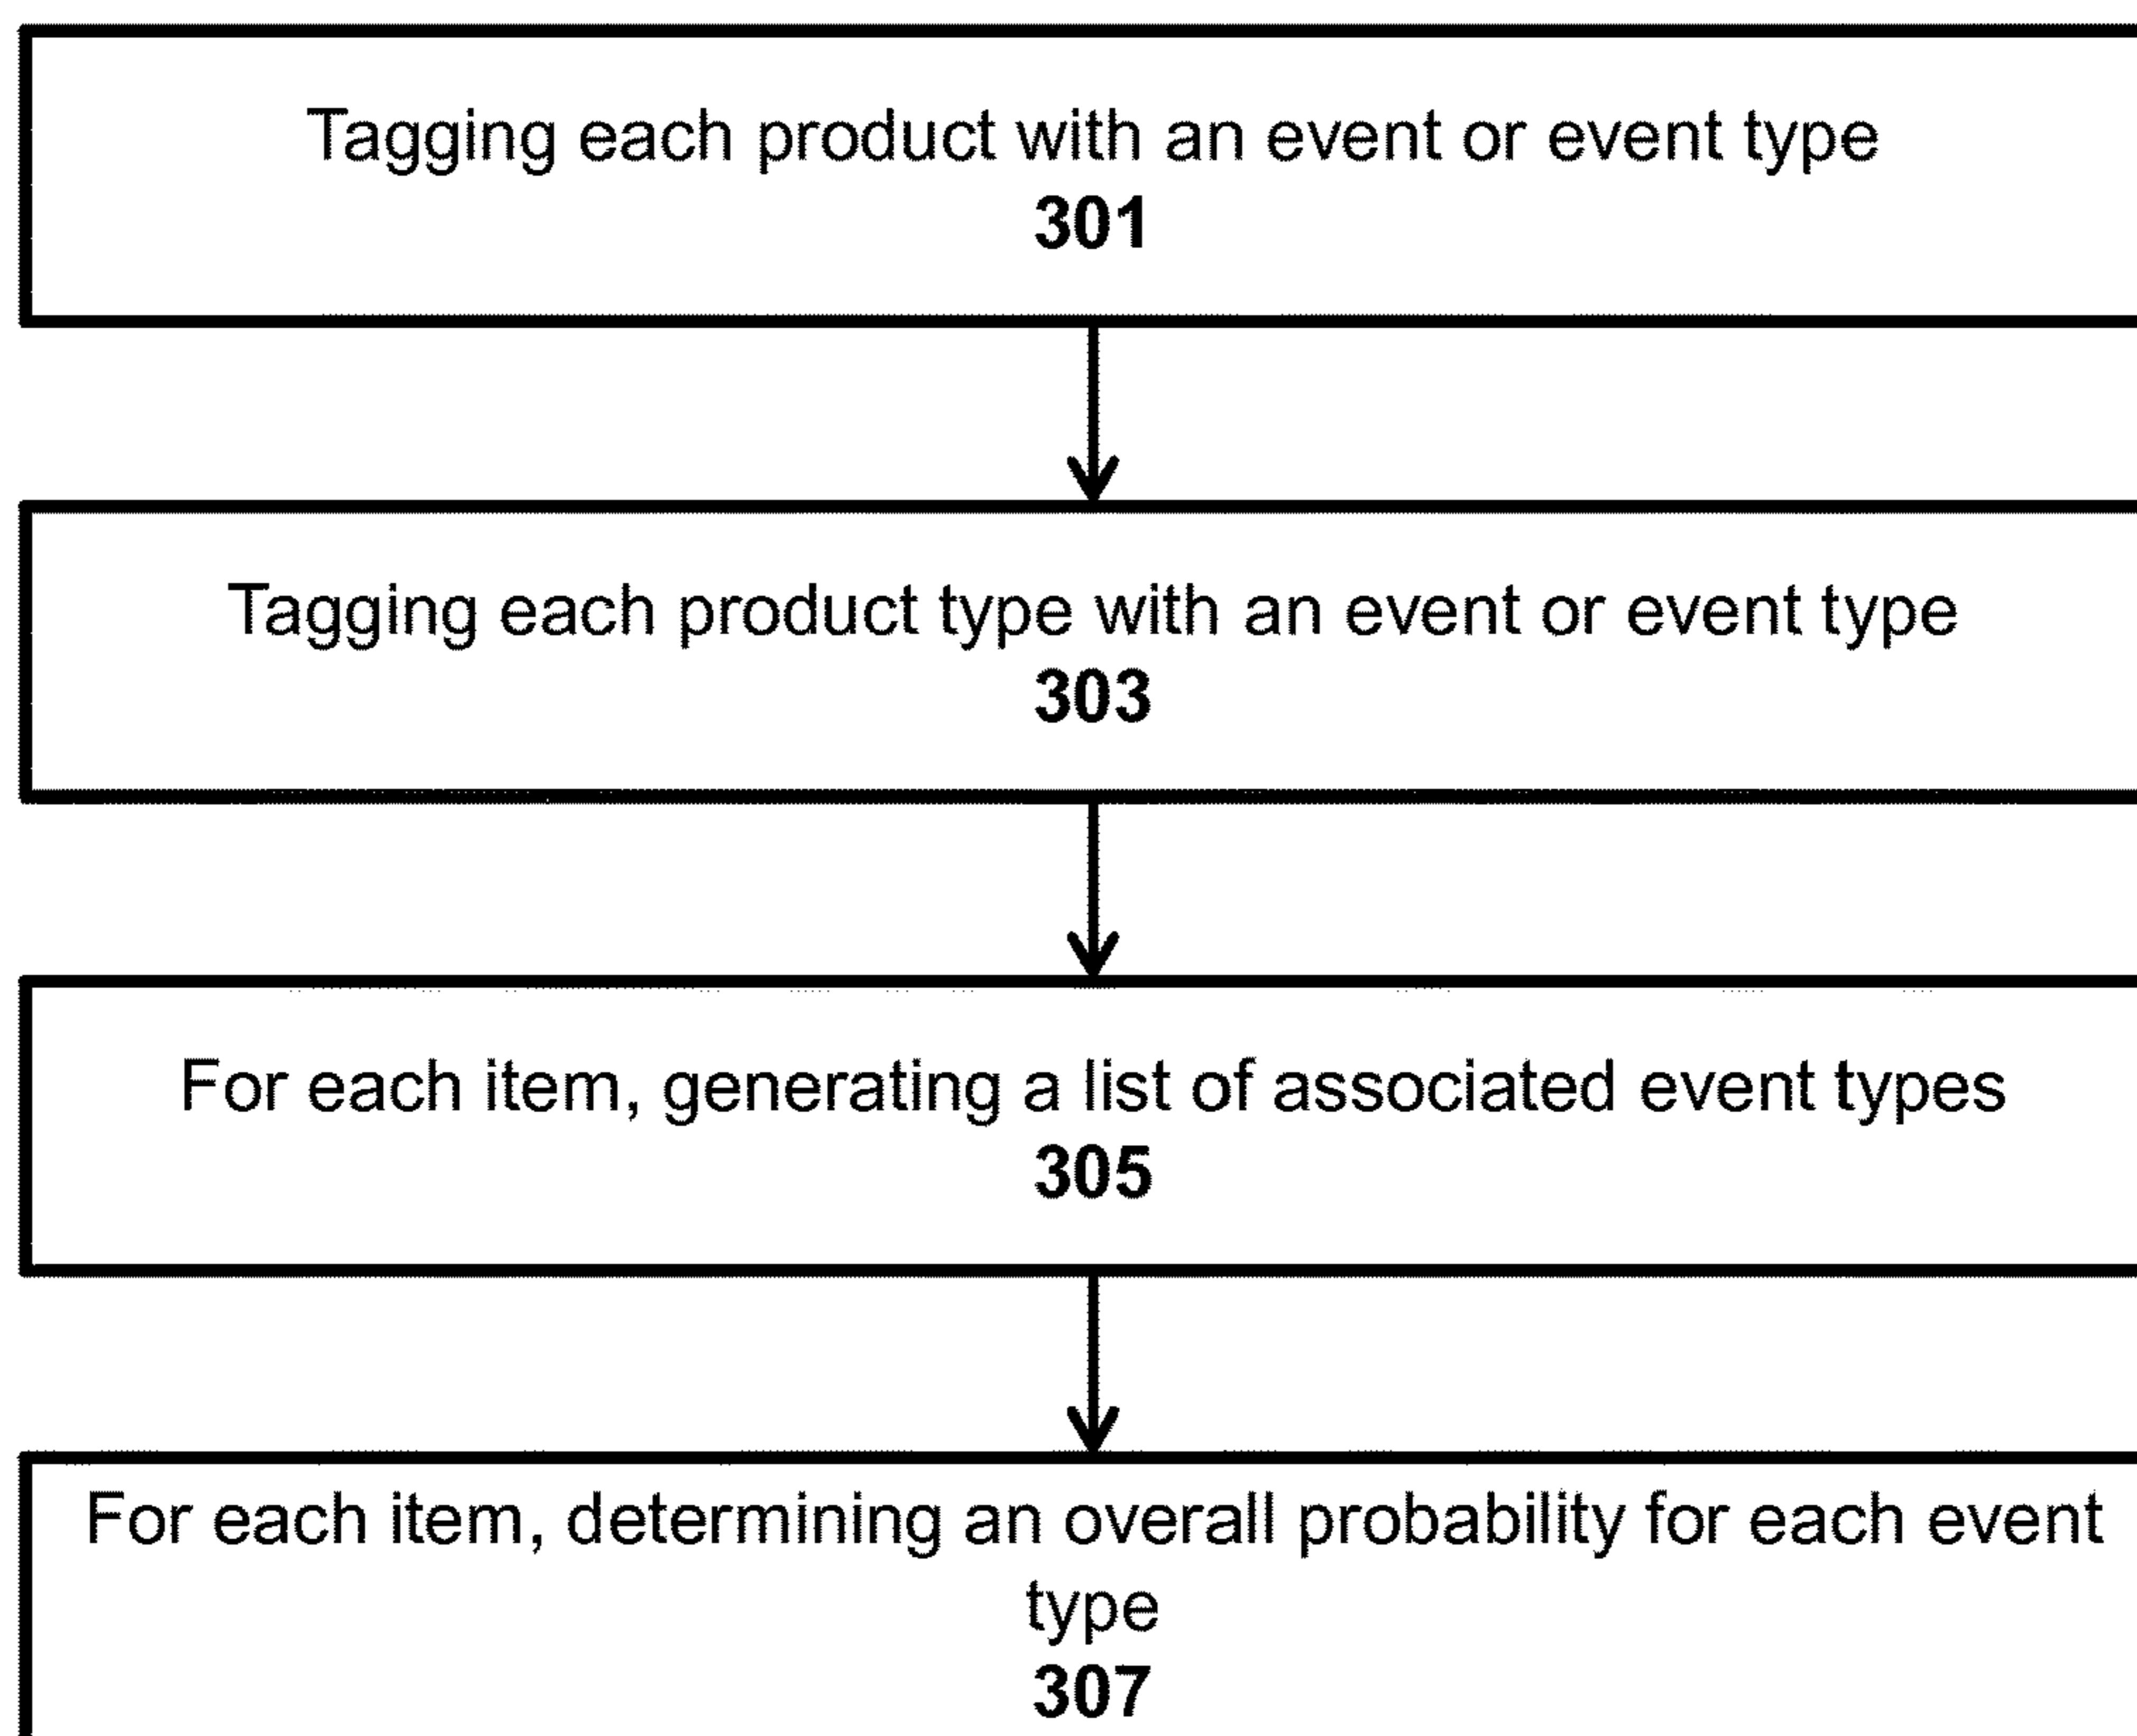 Tagging each product with an event or event type
301
Tagging each product type with an event or event type
303
For each item, generating a list of associated event types
305
For each item, determining an overall probability for each event
type
307